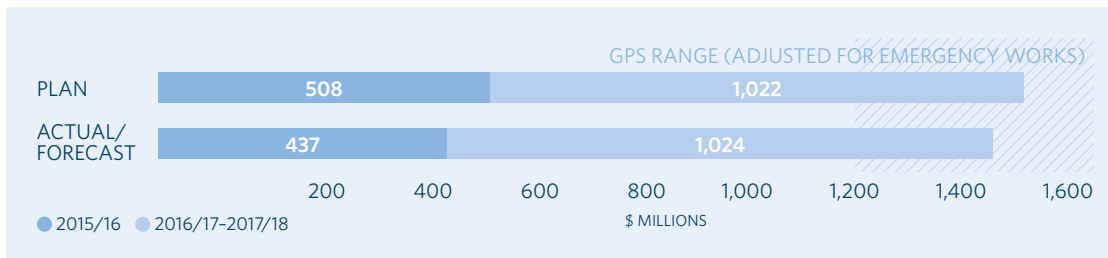 GPS RANGE (ADJUSTED FOR EMERGENCY WORKS)
PLAN 508 1,022
ACTUAL/
FORECAST 437 1,024
200 400 600 800 1,000 1,200 1,400 1,600
$ MILLIONS
2015/16 2016/17–2017/18